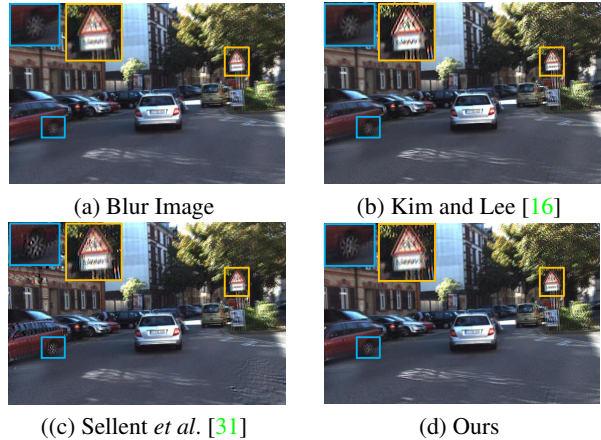 (a) Blur Image
(b) Kim and Lee [16]
((c) Sellent et al. [31]
(d) Ours